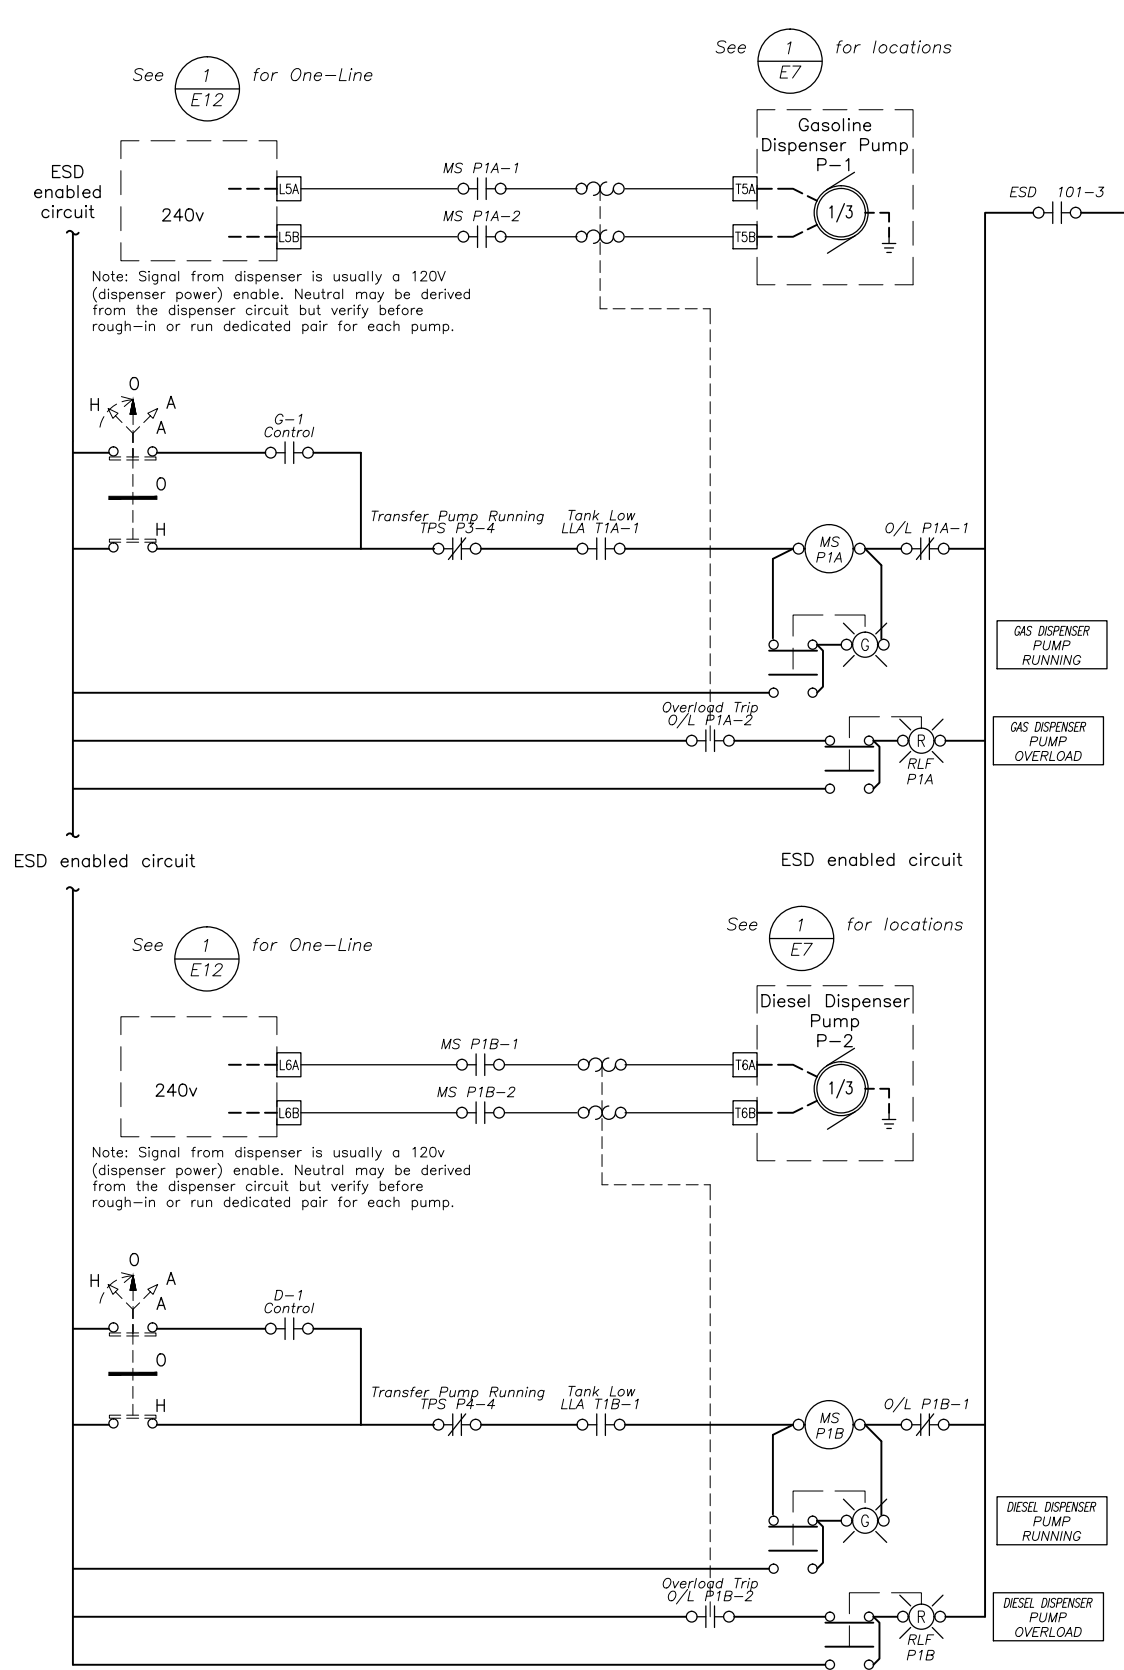 See 1 for locations
E7
See 1 for One-Line
E12
Gasoline
Dispenser Pump
P-1
ESD
enabled
circuit
MS P1A-1
L5A
T5A
ESD 101-3
240v
1/3
MS P1A-2
L5B
T5B
Note: Signal from dispenser is usually a 120V
(dispenser power) enable. Neutral may be derived
from the dispenser circuit but verify before
rough-in or run dedicated pair for each pump.
O
H
A
A
G-1
Control
O
H
Transfer Pump Running
TPS P3-4
Tank Low
LLA T1A-1
MS
P1A
O/L P1A-1
G
GAS DISPENSER
PUMP
RUNNING
Overload Trip
O/L P1A-2
R
RLF
P1A
GAS DISPENSER
PUMP
OVERLOAD
ESD enabled circuit
ESD enabled circuit
See 1 for locations
E7
See 1 for One-Line
E12
Diesel Dispenser
Pump
P-2
MS P1B-1
L6A
T6A
240v
1/3
MS P1B-2
L6B
T6B
Note: Signal from dispenser is usually a 120v
(dispenser power) enable. Neutral may be derived
from the dispenser circuit but verify before
rough-in or run dedicated pair for each pump.
O
H
A
A
D-1
Control
O
H
Transfer Pump Running
TPS P4-4
Tank Low
LLA T1B-1
MS
P1B
O/L P1B-1
G
DIESEL DISPENSER
PUMP
RUNNING
Overload Trip
O/L P1B-2
R
RLF
P1B
DIESEL DISPENSER
PUMP
OVERLOAD